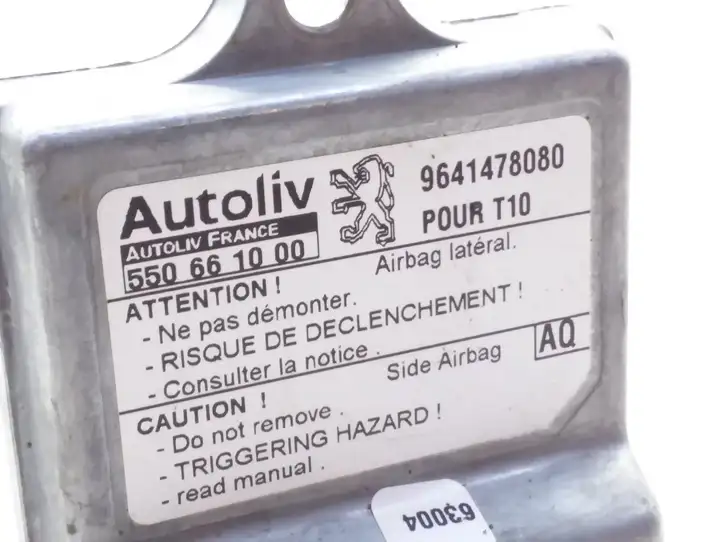 Autoliv
9641478080
AUTOLIV FRANCE
POUR T10
550 66 10 00
Airbag latéral.
ATTENTION !
- Ne pas démonter.
- RISQUE DE DECLENCHEMENT !
- Consulter la notice .
Side Airbag
AQ
CAUTION !
- Do not remove .
- TRIGGERING HAZARD !
- read manual .
63004